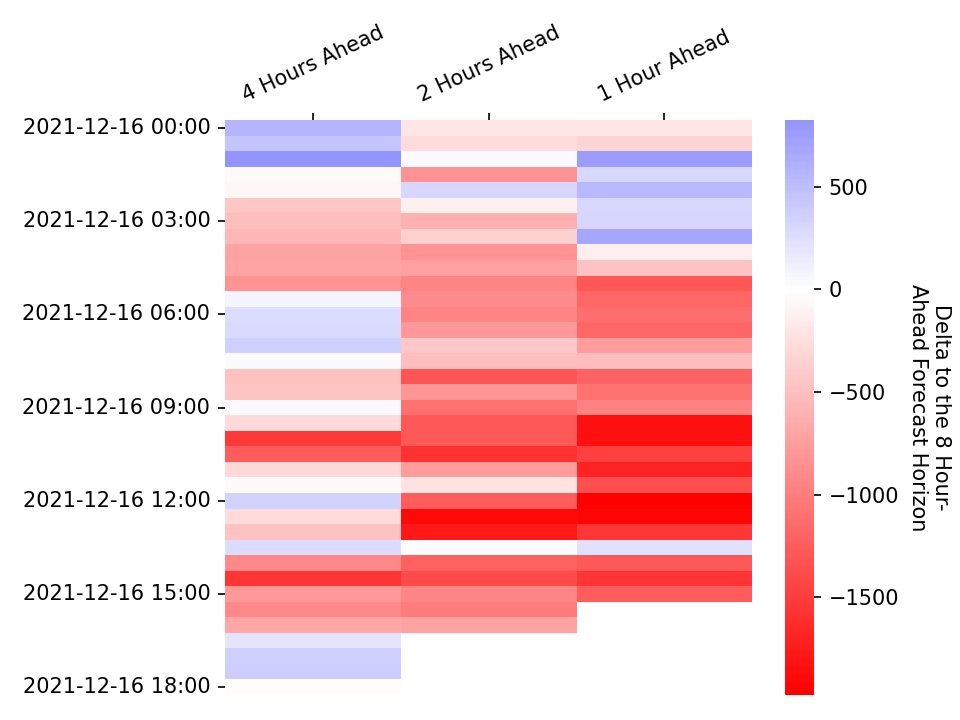 4 Hours Ahead
2 Hours Ahead
1 Hour Ahead
2021-12-16 00:00
2021-12-16 03:00
2021-12-16 06:00
2021-12-16 09:00
2021-12-16 12:00
2021-12-16 15:00
2021-12-16 18:00
500
0
−500
−1000
−1500
Delta to the 8 Hour-
Ahead Forecast Horizon